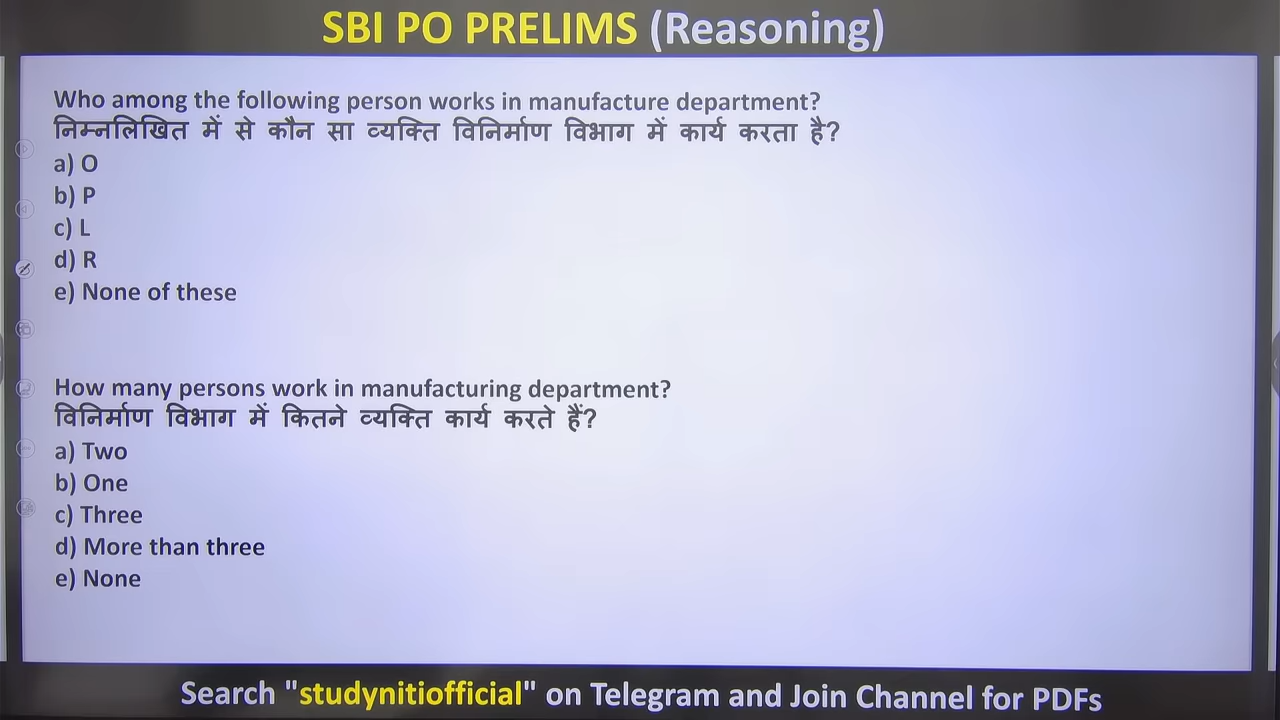 SBI PO PRELIMS (Reasoning)
Who among the following person works in manufacture department?
निम्नलिखित में से कौन सा व्यक्ति विनिर्माण विभाग में कार्य करता है?
a) O
b) P
c) L
d) R
e) None of these
How many persons work in manufacturing department?
विनिर्माण विभाग में कितने व्यक्ति कार्य करते हैं?
a) Two
b) One
c) Three
d) More than three
e) None
Search "studynitiofficial" on Telegram and Join Channel for PDFs